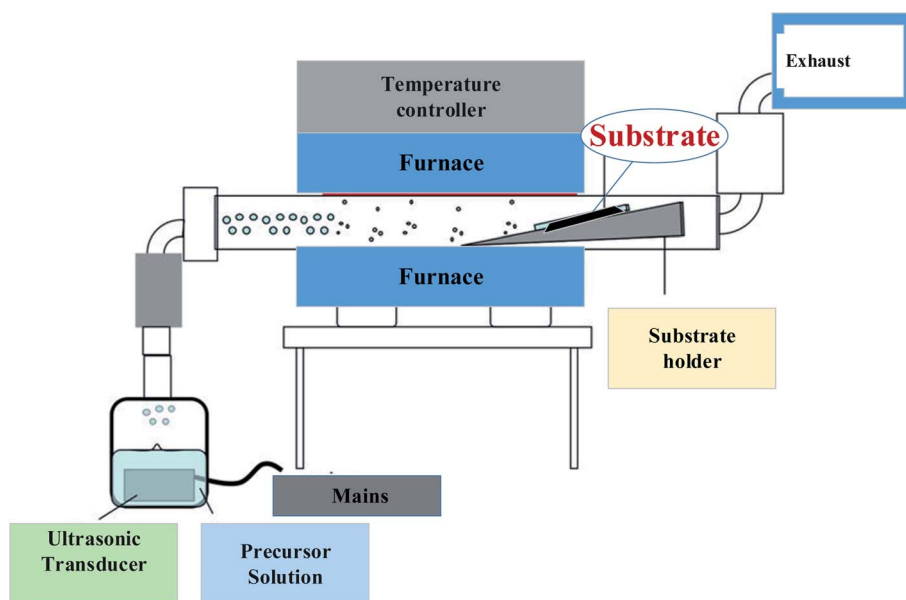 Exhaust
Temperature
controller
Substrate
Furnace
Furnace
Substrate
holder
Mains
Ultrasonic
Transducer
Precursor
Solution